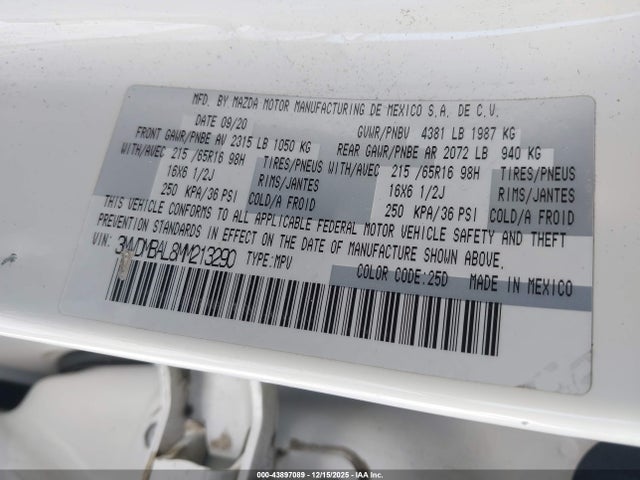 MFD. BY MAZDA MOTOR MANUFACTURING DE MEXICO S.A. DE C.V.
DATE 09/20 GVWR/PNBV 4381 LB 1987 KG
FRONT GAWR/PNBE AV 2315 LB 1050 KG REAR GAWR/PNBE AR 2072 LB 940 KG
WITH/AVEC 215 /65R16 98H TIRES/PNEUS WITH/AVEC 215 /65R16 98H TIRES/PNEUS
16X6 1/2J RIMS/JANTES 16X6 1/2J RIMS/JANTES
250 KPA/36 PSI COLD/A FROID 250 KPA/36 PSI COLD/A FROID
THIS VEHICLE CONFORMS TO ALL APPLICABLE FEDERAL MOTOR VEHICLE SAFETY AND THEFT
PREVENTION STANDARDS IN EFFECT ON THE DATE OF MANUFACTURE SHOWN ABOVE.
VIN: 3MVDMBAL8MM213290 TYPE:MPV
COLOR CODE:25D MADE IN MEXICO
000-43897089 - 12/15/2025 - IAAI.COM